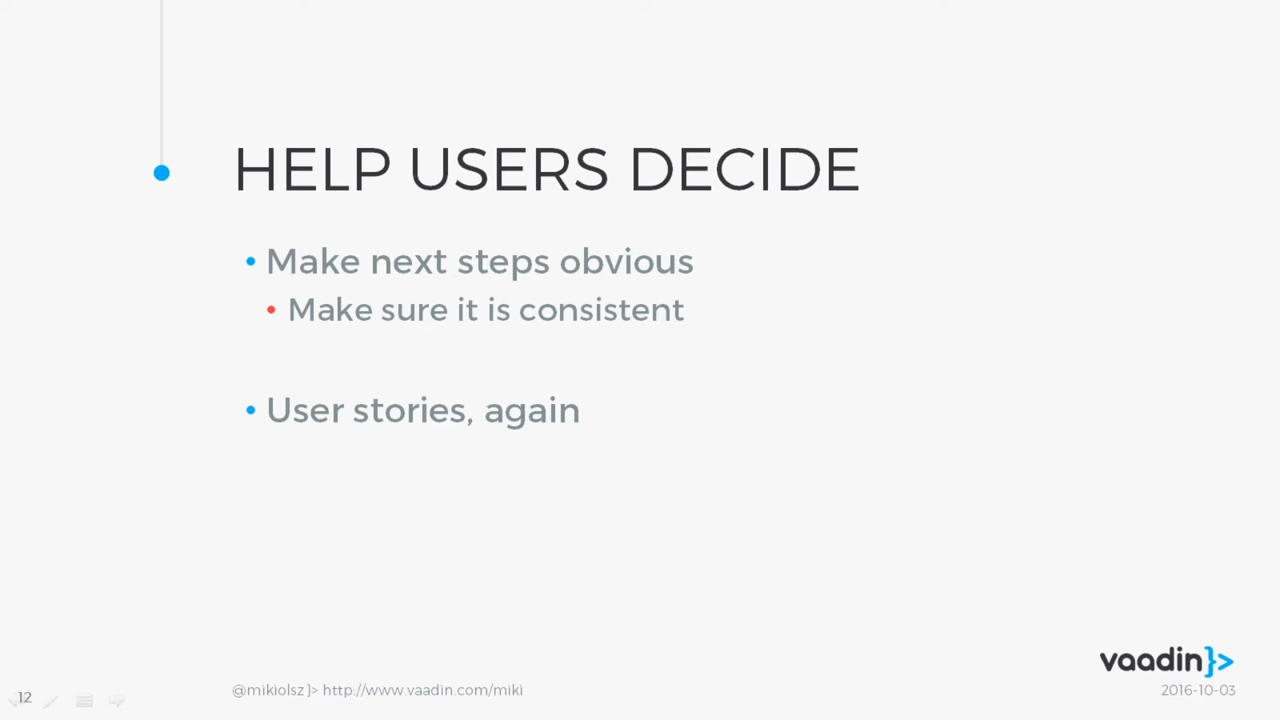 HELP USERS DECIDE
• Make next steps obvious
• Make sure it is consistent
• User stories, again
vaadin}>
12
@mikiolsz }> http://www.vaadin.com/miki
2016-10-03